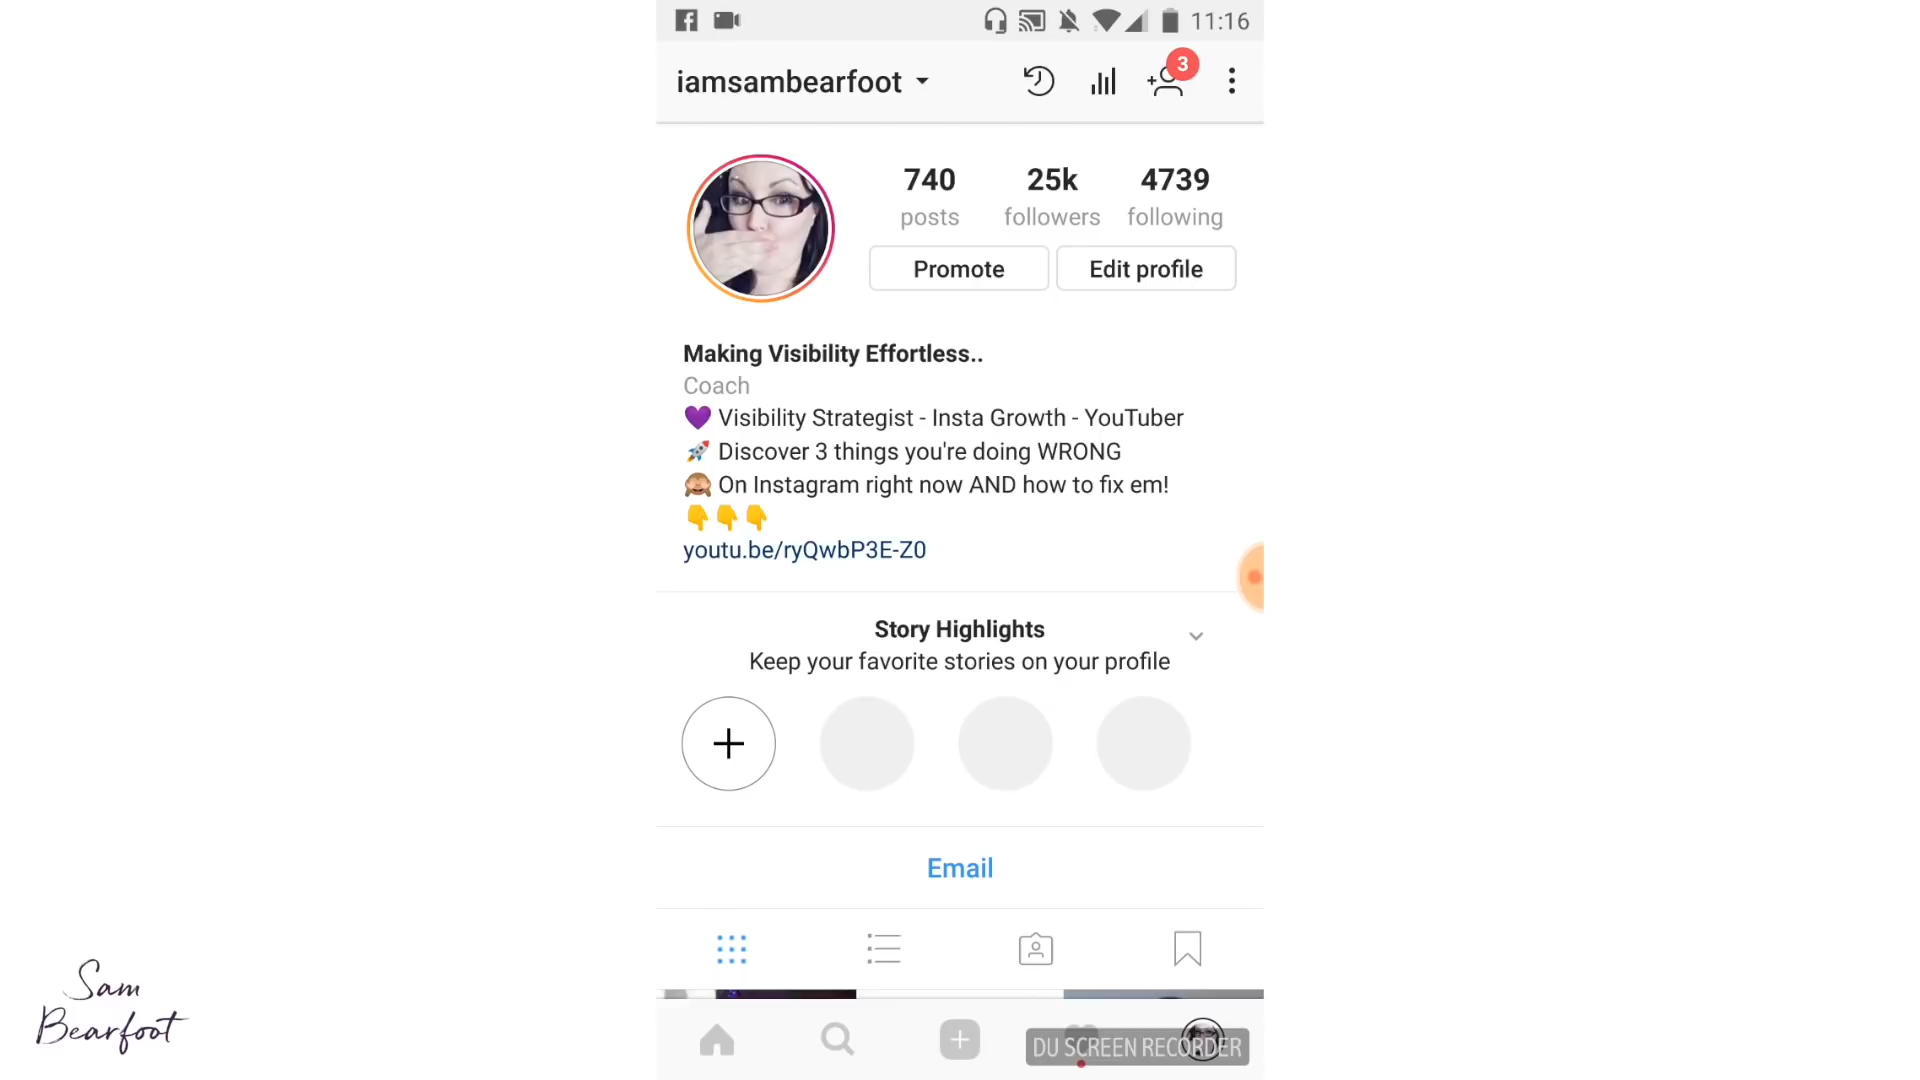 11:16
iamsambearfoot
3
740 25k 4739
posts followers following
Promote Edit profile
Making Visibility Effortless..
Coach
💜 Visibility Strategist - Insta Growth - YouTuber
🚀 Discover 3 things you're doing WRONG
🙈 On Instagram right now AND how to fix em!
👇👇👇
youtu.be/ryQwbP3E-Z0
Story Highlights
Keep your favorite stories on your profile
Email
DU SCREEN RECORDER
Sam
Bearfoot